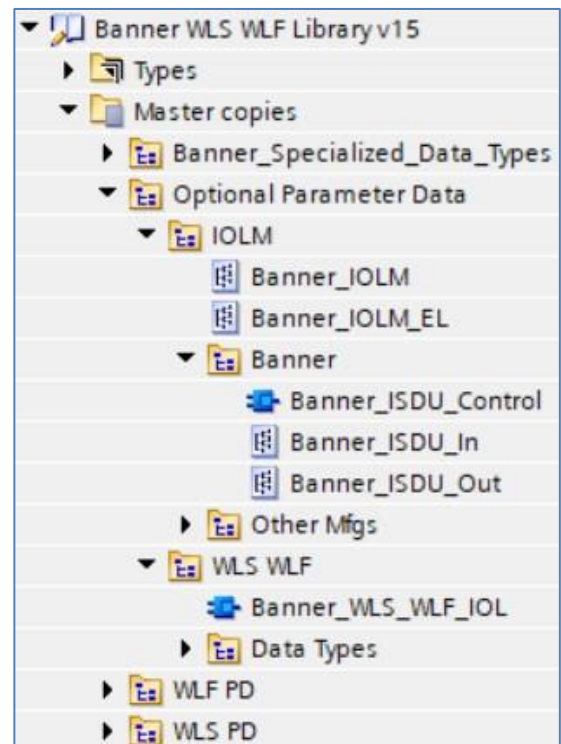 Banner WLS WLF Library v15
Types
Master copies
Banner_Specialized_Data_Types
Optional Parameter Data
IOLM
Banner_IOLM
Banner_IOLM_EL
Banner
Banner_ISDU_Control
Banner_ISDU_In
Banner_ISDU_Out
Other Mfgs
WLS WLF
Banner_WLS_WLF_IOL
Data Types
WLF PD
WLS PD